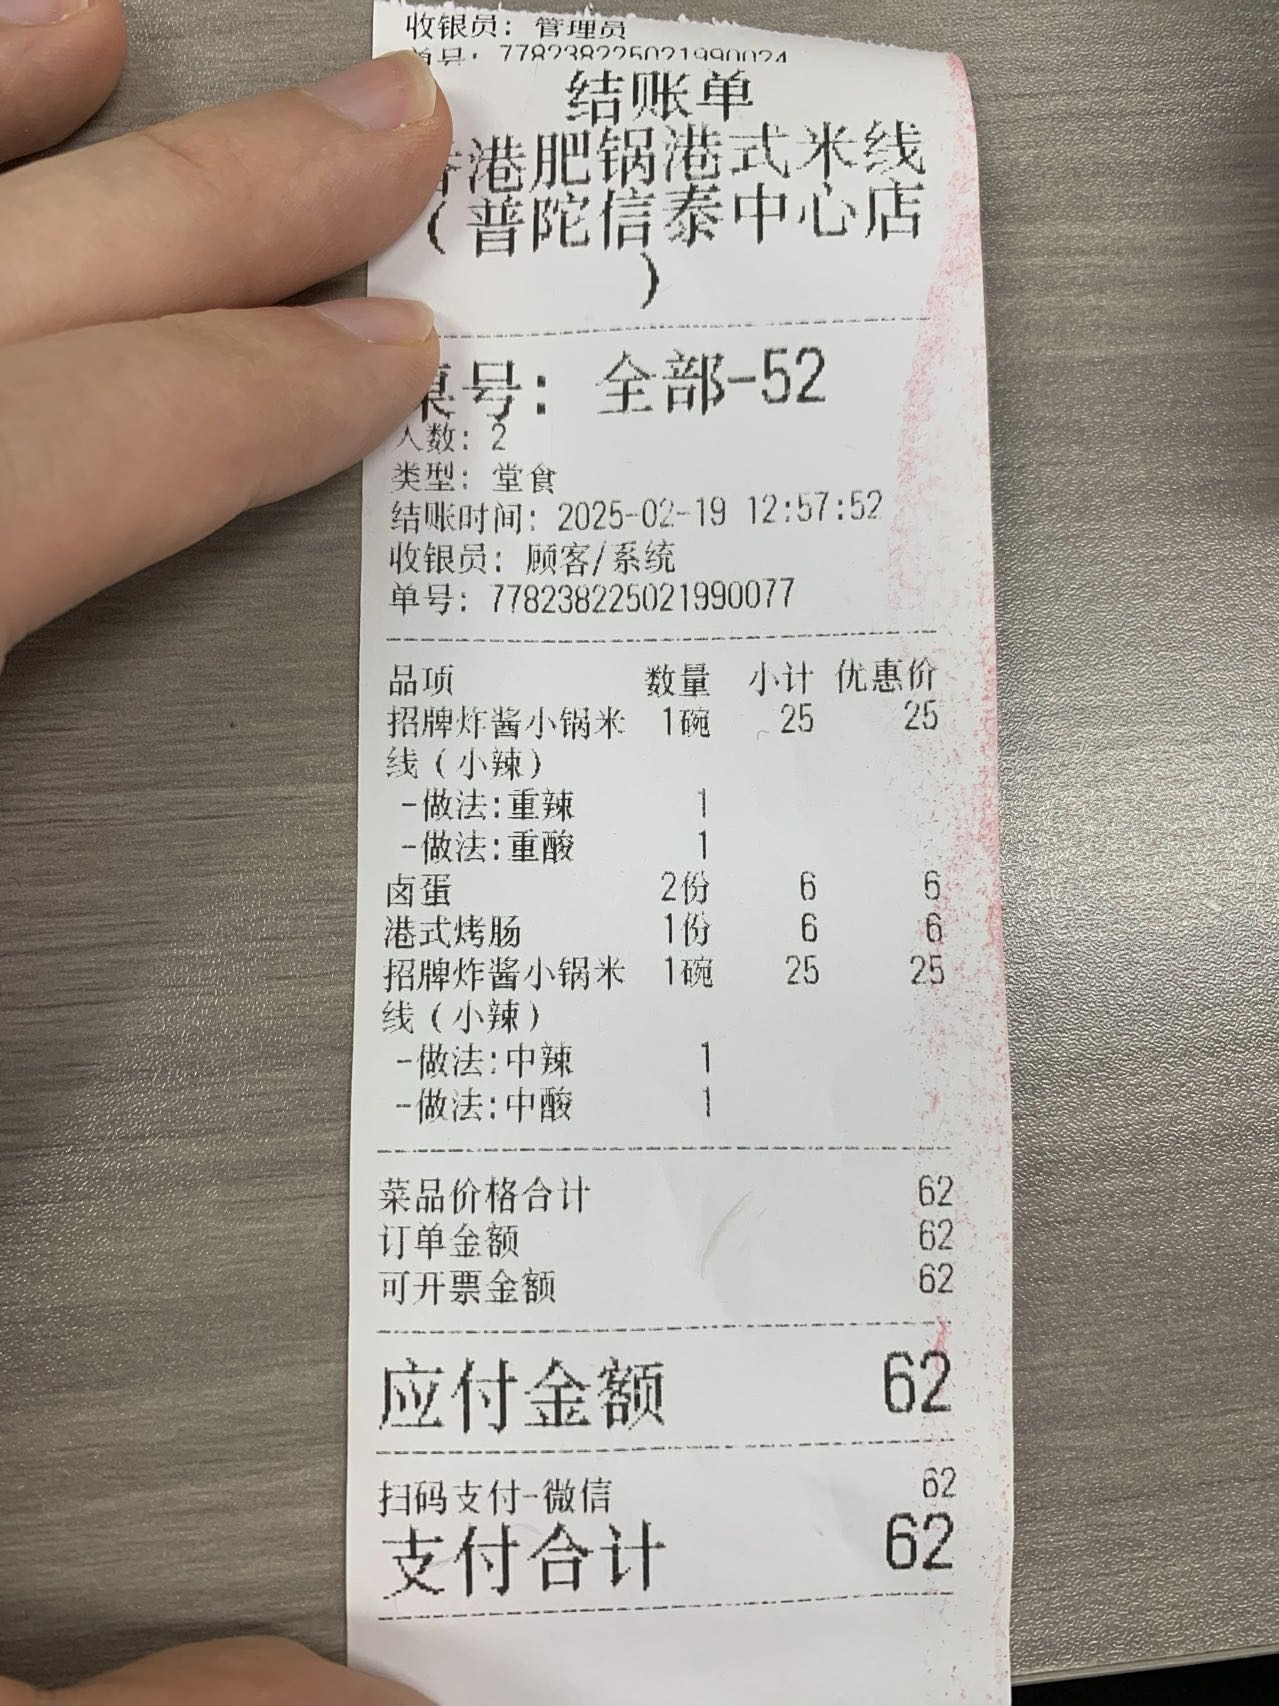 收银员: 管理员
单号: 778238225021990024
结账单
香港肥锅港式米线
(普陀信泰中心店
)
桌号: 全部-52
人数: 2
类型: 堂食
结账时间: 2025-02-19 12:57:52
收银员: 顾客/系统
单号: 778238225021990077
品项 数量 小计 优惠价
招牌炸酱小锅米 1碗 25 25
线(小辣)
-做法:重辣 1
-做法:重酸 1
卤蛋 2份 6 6
港式烤肠 1份 6 6
招牌炸酱小锅米 1碗 25 25
线(小辣)
-做法:中辣 1
-做法:中酸 1
菜品价格合计 62
订单金额 62
可开票金额 62
应付金额 62
扫码支付-微信 62
支付合计 62